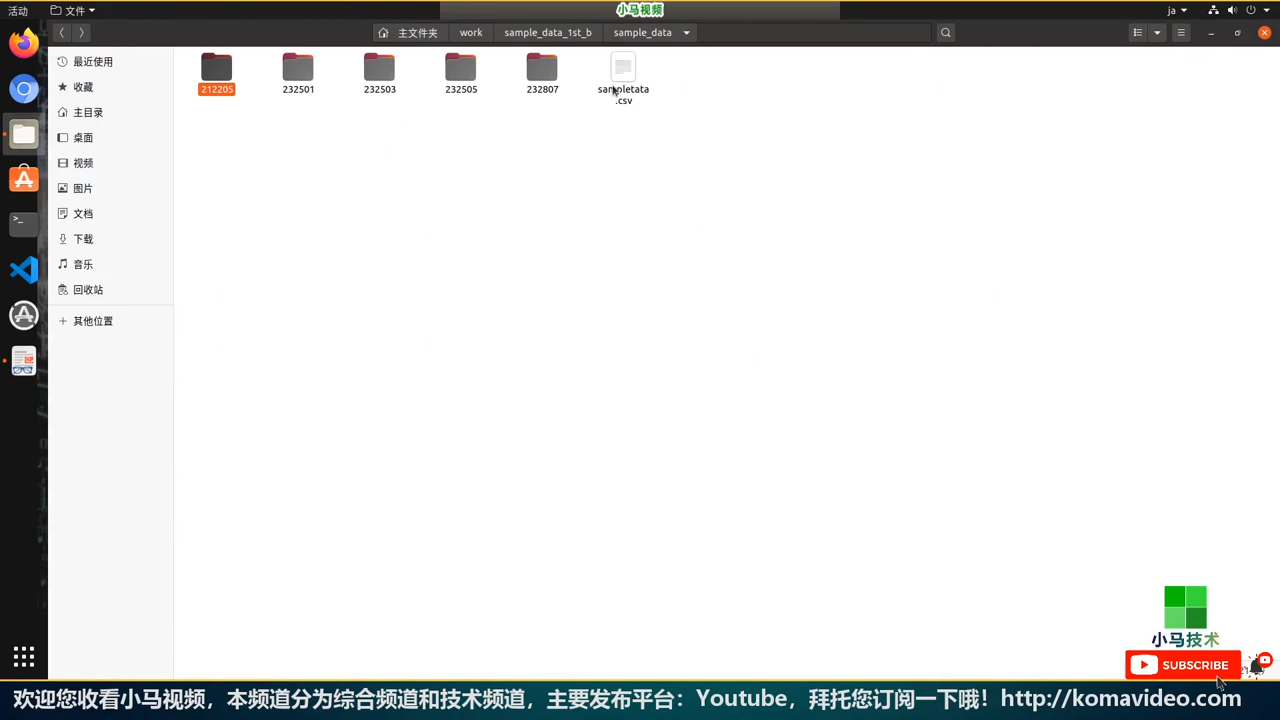 活动
文件
小马视频
ja
主文件夹
work
sample_data_1st_b
sample_data
最近使用
收藏
主目录
桌面
视频
图片
文档
下载
音乐
回收站
其他位置
212205
232501
232503
232505
232807
.csv
小马技术
SUBSCRIBE
欢迎您收看小马视频，本频道分为综合频道和技术频道，主要发布平台：Youtube，拜托您订阅一下哦！http://komavideo.com